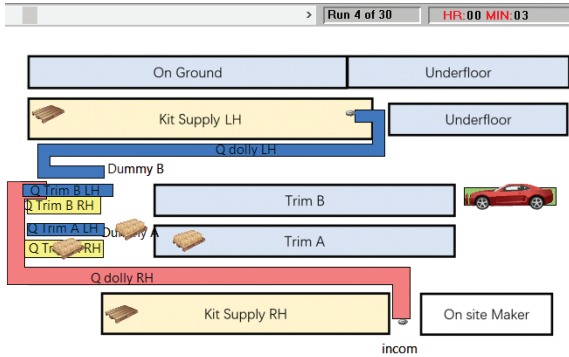 Run 4 of 30
HR:00 MIN:03
On Ground
Underfloor
Kit Supply LH
Underfloor
Q dolly LH
Dummy B
Q Trim B LH
Q Trim B RH
Trim B
Q Trim A LH
Trim A
RH
Q dolly RH
Kit Supply RH
On site Maker
incom